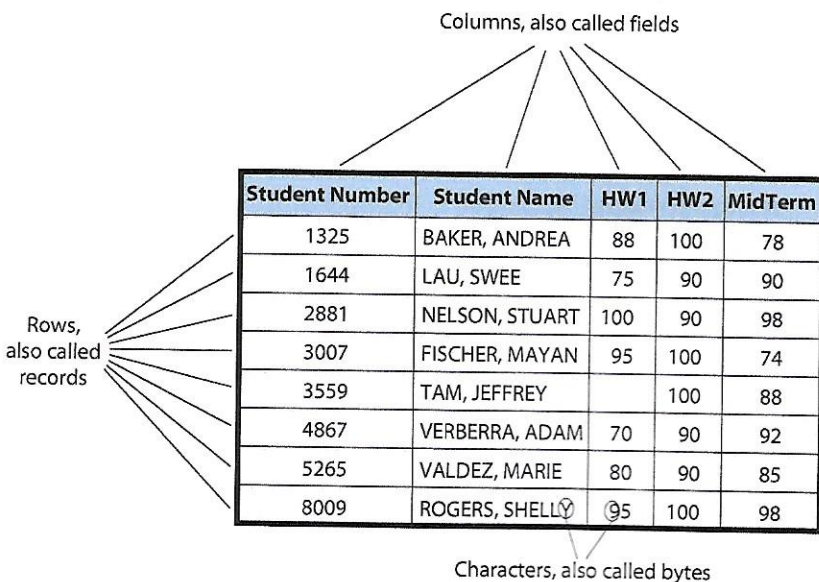 Columns, also called fields
Student Number Student Name HW1 HW2 MidTerm
1325 BAKER, ANDREA 88 100 78
1644 LAU, SWEE 75 90 90
2881 NELSON, STUART 100 90 98
3007 FISCHER, MAYAN 95 100 74
3559 TAM, JEFFREY 100 88
4867 VERBERRA, ADAM 70 90 92
5265 VALDEZ, MARIE 80 90 85
8009 ROGERS, SHELLY 95 100 98
Rows,
also called
records
Characters, also called bytes